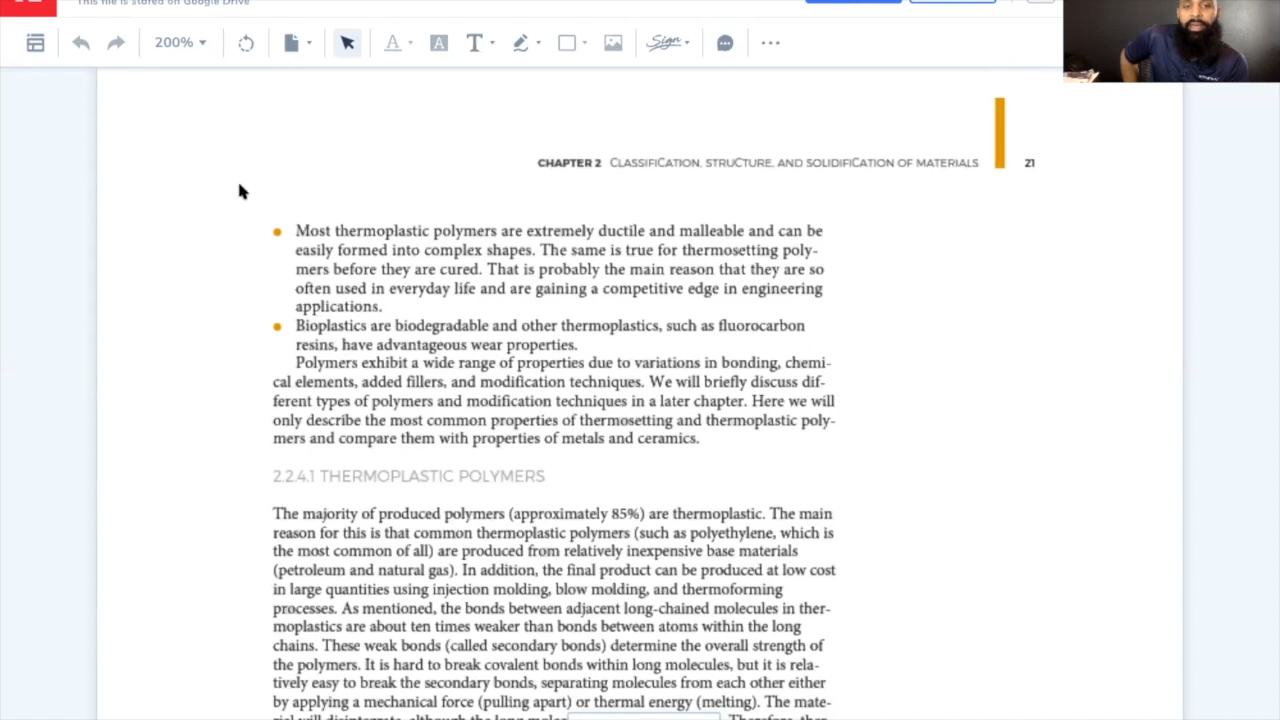 This file is stored on Google Drive
200%
A
A
T
Sign
CHAPTER 2 CLASSIFICATION, STRUCTURE, AND SOLIDIFICATION OF MATERIALS 21
Most thermoplastic polymers are extremely ductile and malleable and can be
easily formed into complex shapes. The same is true for thermosetting poly-
mers before they are cured. That is probably the main reason that they are so
often used in everyday life and are gaining a competitive edge in engineering
applications.
Bioplastics are biodegradable and other thermoplastics, such as fluorocarbon
resins, have advantageous wear properties.
Polymers exhibit a wide range of properties due to variations in bonding, chemi-
cal elements, added fillers, and modification techniques. We will briefly discuss dif-
ferent types of polymers and modification techniques in a later chapter. Here we will
only describe the most common properties of thermosetting and thermoplastic poly-
mers and compare them with properties of metals and ceramics.
2.2.4.1 THERMOPLASTIC POLYMERS
The majority of produced polymers (approximately 85%) are thermoplastic. The main
reason for this is that common thermoplastic polymers (such as polyethylene, which is
the most common of all) are produced from relatively inexpensive base materials
(petroleum and natural gas). In addition, the final product can be produced at low cost
in large quantities using injection molding, blow molding, and thermoforming
processes. As mentioned, the bonds between adjacent long-chained molecules in ther-
moplastics are about ten times weaker than bonds between atoms within the long
chains. These weak bonds (called secondary bonds) determine the overall strength of
the polymers. It is hard to break covalent bonds within long molecules, but it is rela-
tively easy to break the secondary bonds, separating molecules from each other either
by applying a mechanical force (pulling apart) or thermal energy (melting). The mate-
rial will disintegrate, although the long Therefore, ther-